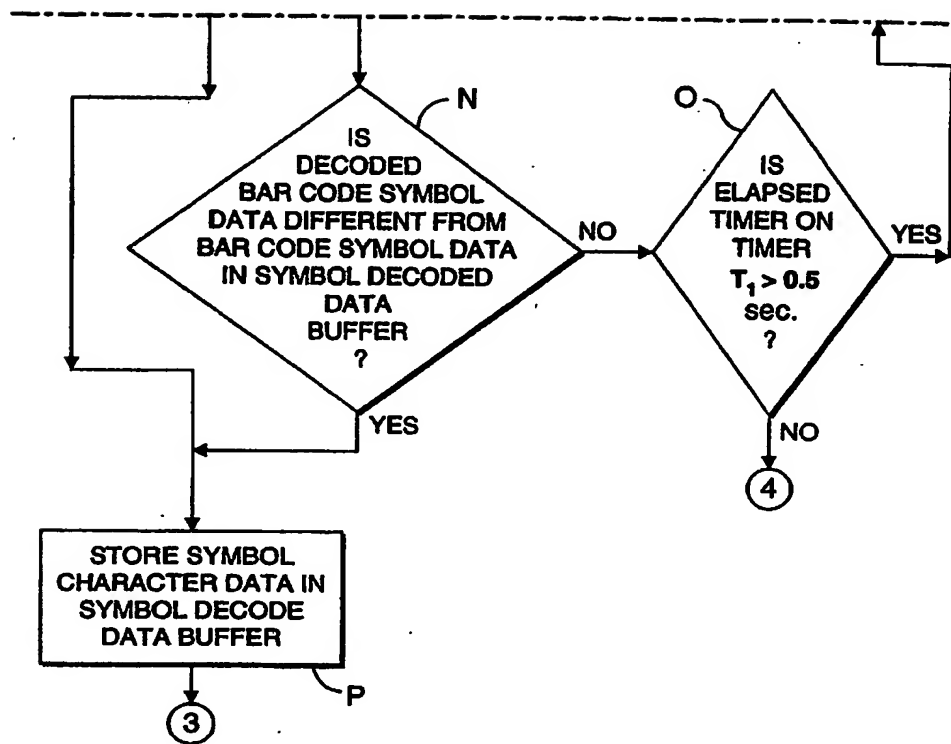 N
IS
DECODED
BAR CODE SYMBOL
DATA DIFFERENT FROM
BAR CODE SYMBOL DATA
IN SYMBOL DECODED
DATA
BUFFER
?
NO
YES
O
IS
ELAPSED
TIMER ON
TIMER
T₁ > 0.5
sec.
?
YES
NO
4
STORE SYMBOL
CHARACTER DATA IN
SYMBOL DECODE
DATA BUFFER
P
3